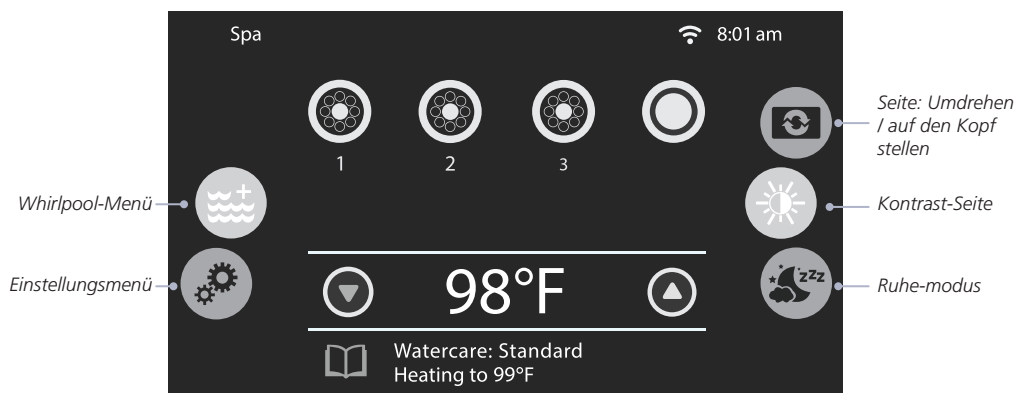 Spa
8:01 am
1
2
3
Seite: Umdrehen
/ auf den Kopf
stellen
Whirlpool-Menü
Kontrast-Seite
Einstellungsmenü
98°F
zzz
Ruhe-modus
Watercare: Standard
Heating to 99°F